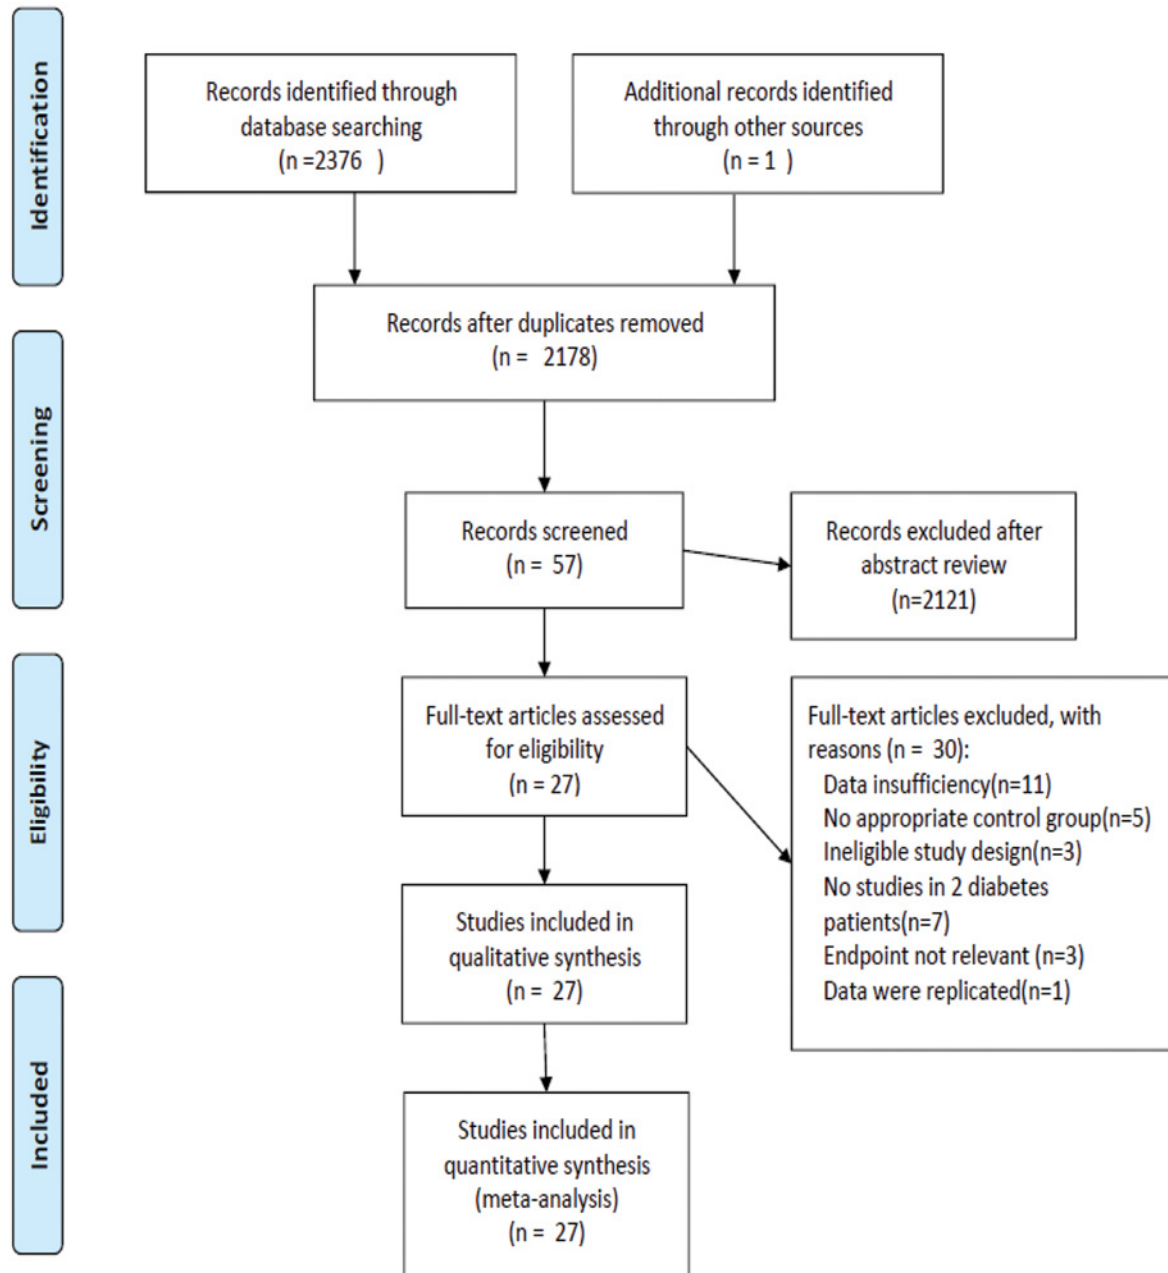 Identification
Records identified through
database searching
(n =2376   )
Additional records identified
through other sources
(n = 1  )
Records after duplicates removed
(n =   2178)
Screening
Records screened
(n =  57)
Records excluded after
abstract review
(n=2121)
Eligibility
Full-text articles assessed
for eligibility
(n = 27)
Full-text articles excluded, with
reasons (n =  30):
Data insufficiency(n=11)
No appropriate control group(n=5)
Ineligible study design(n=3)
No studies in 2 diabetes
patients(n=7)
Endpoint not relevant (n=3)
Data were replicated(n=1)
Studies included in
qualitative synthesis
(n =  27)
Included
Studies included in
quantitative synthesis
(meta-analysis)
(n =  27)